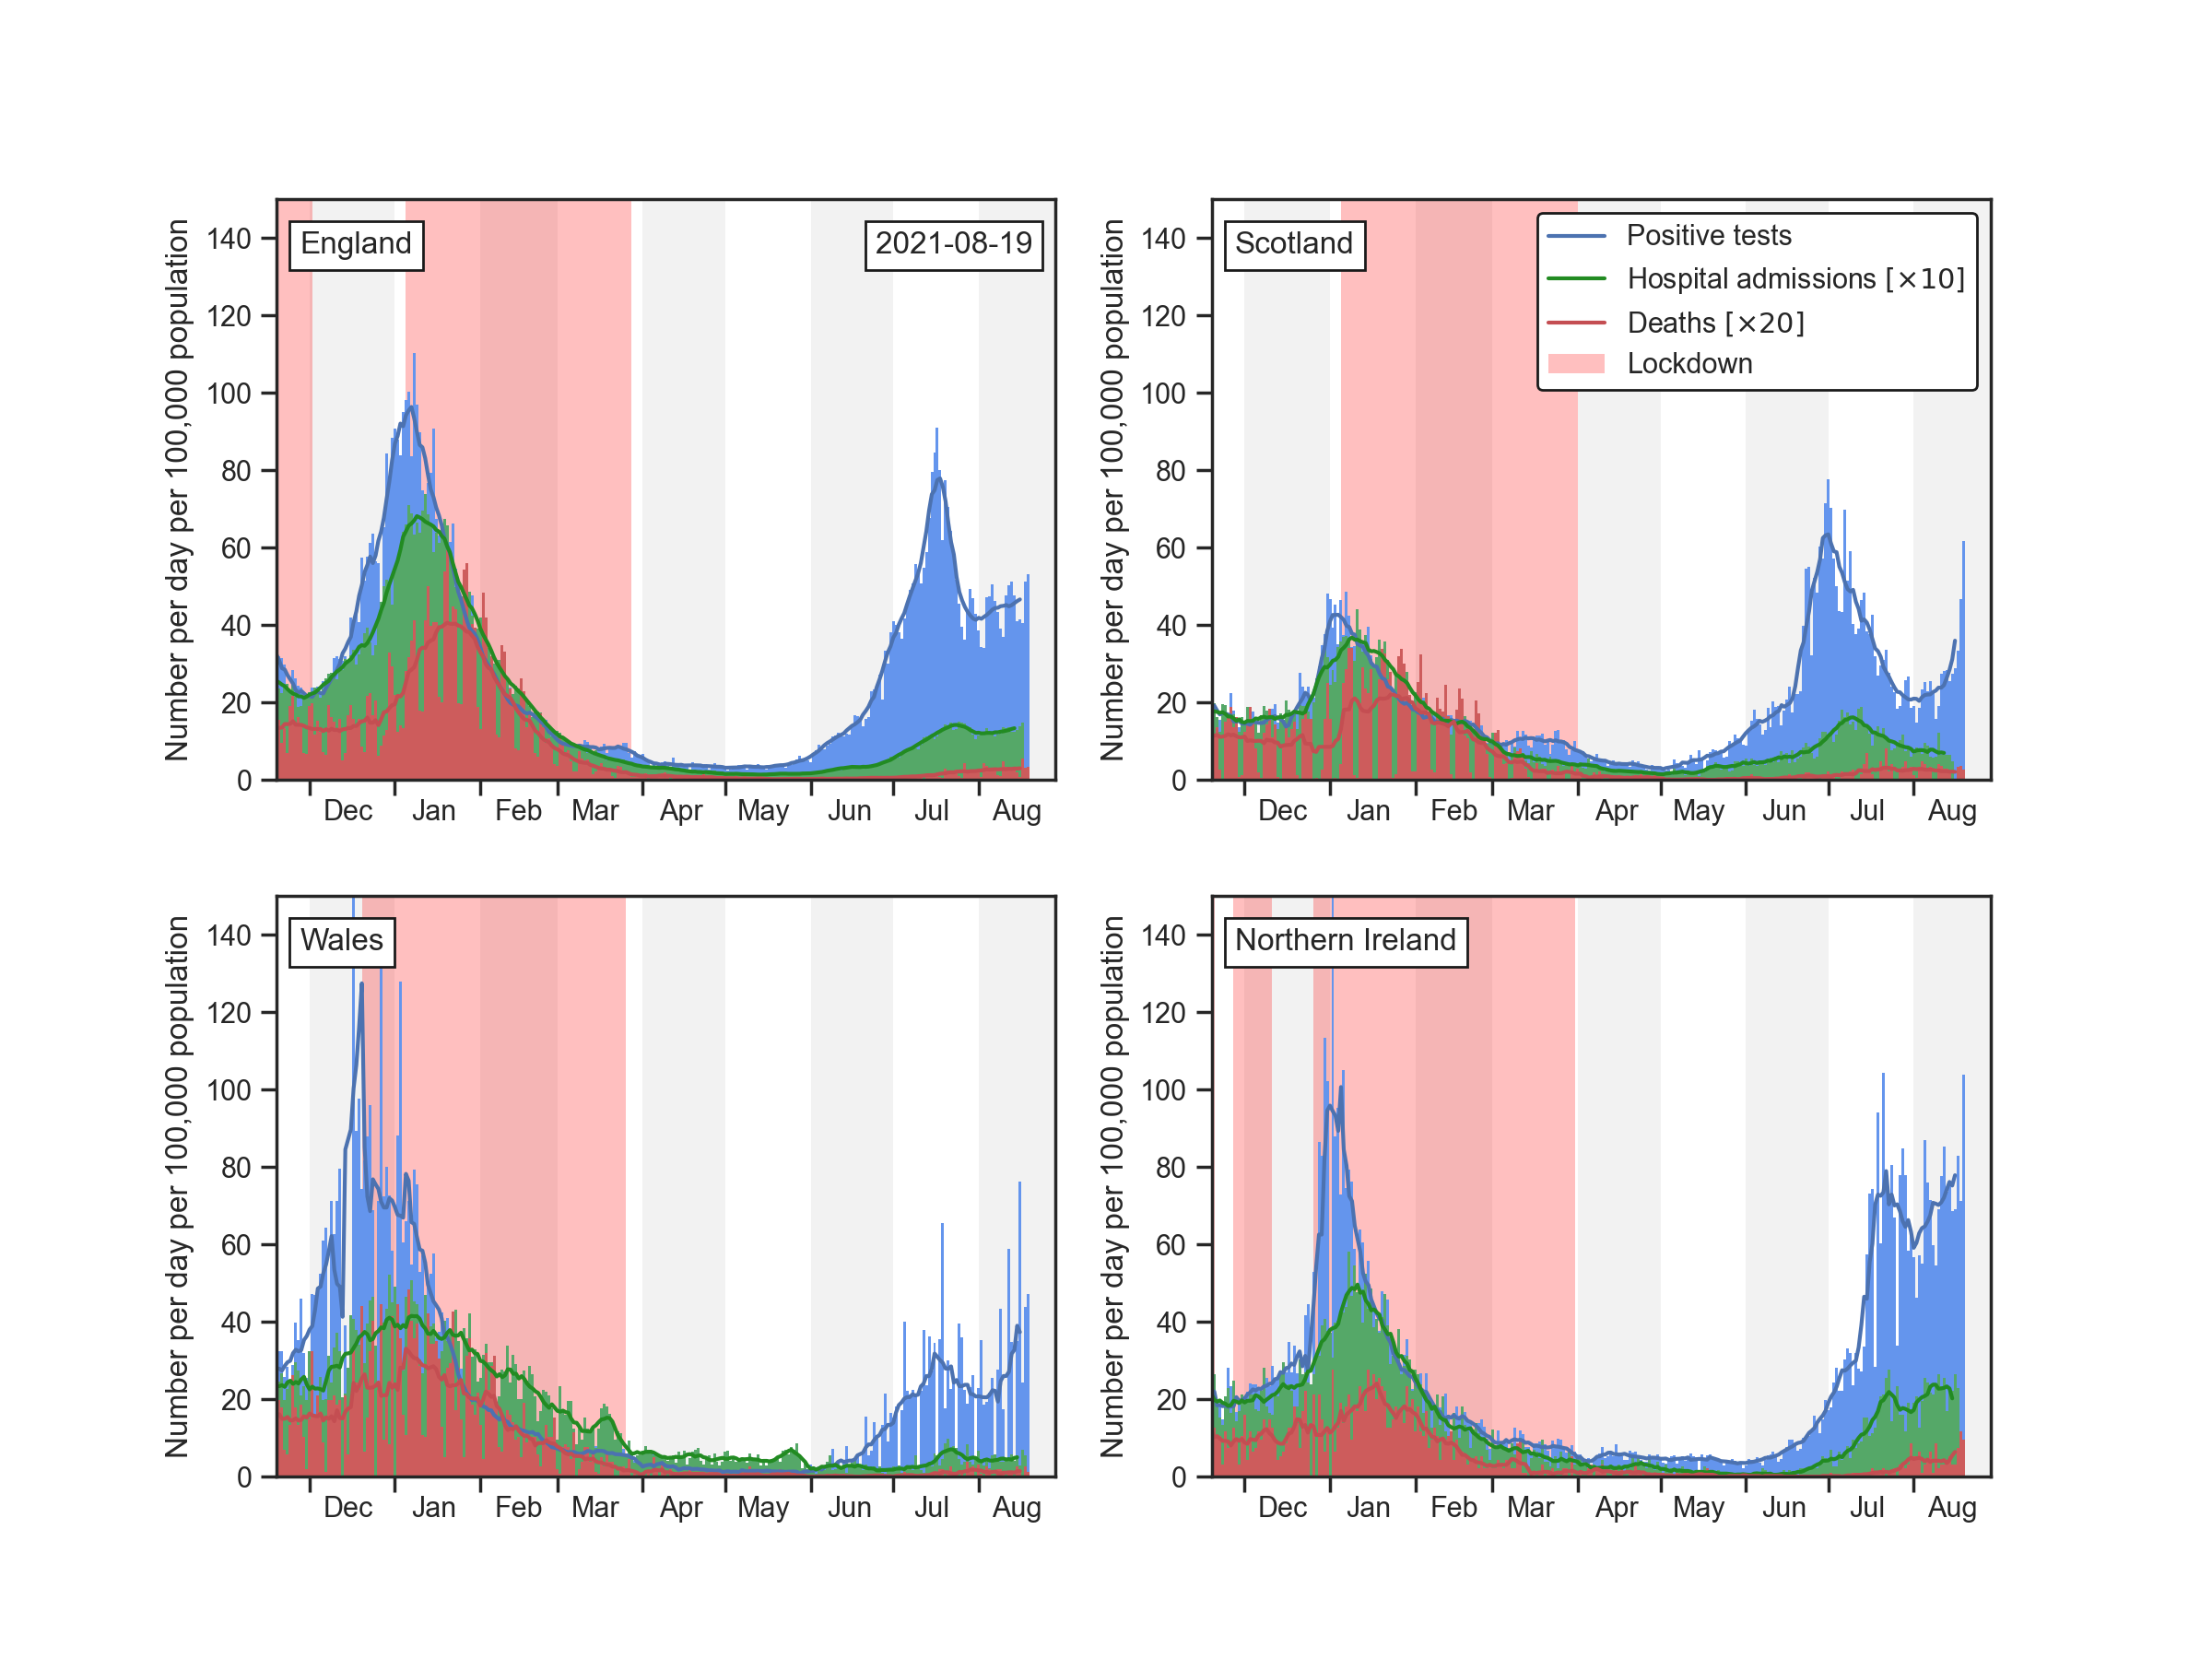 England
2021-08-19
Number per day per 100,000 population
140
120
100
80
60
40
20
0
Dec Jan Feb Mar Apr May Jun Jul Aug
Scotland
Positive tests
Hospital admissions [×10]
Deaths [×20]
Lockdown
Number per day per 100,000 population
140
120
100
80
60
40
20
0
Dec Jan Feb Mar Apr May Jun Jul Aug
Wales
Number per day per 100,000 population
140
120
100
80
60
40
20
0
Dec Jan Feb Mar Apr May Jun Jul Aug
Northern Ireland
Number per day per 100,000 population
140
120
100
80
60
40
20
0
Dec Jan Feb Mar Apr May Jun Jul Aug